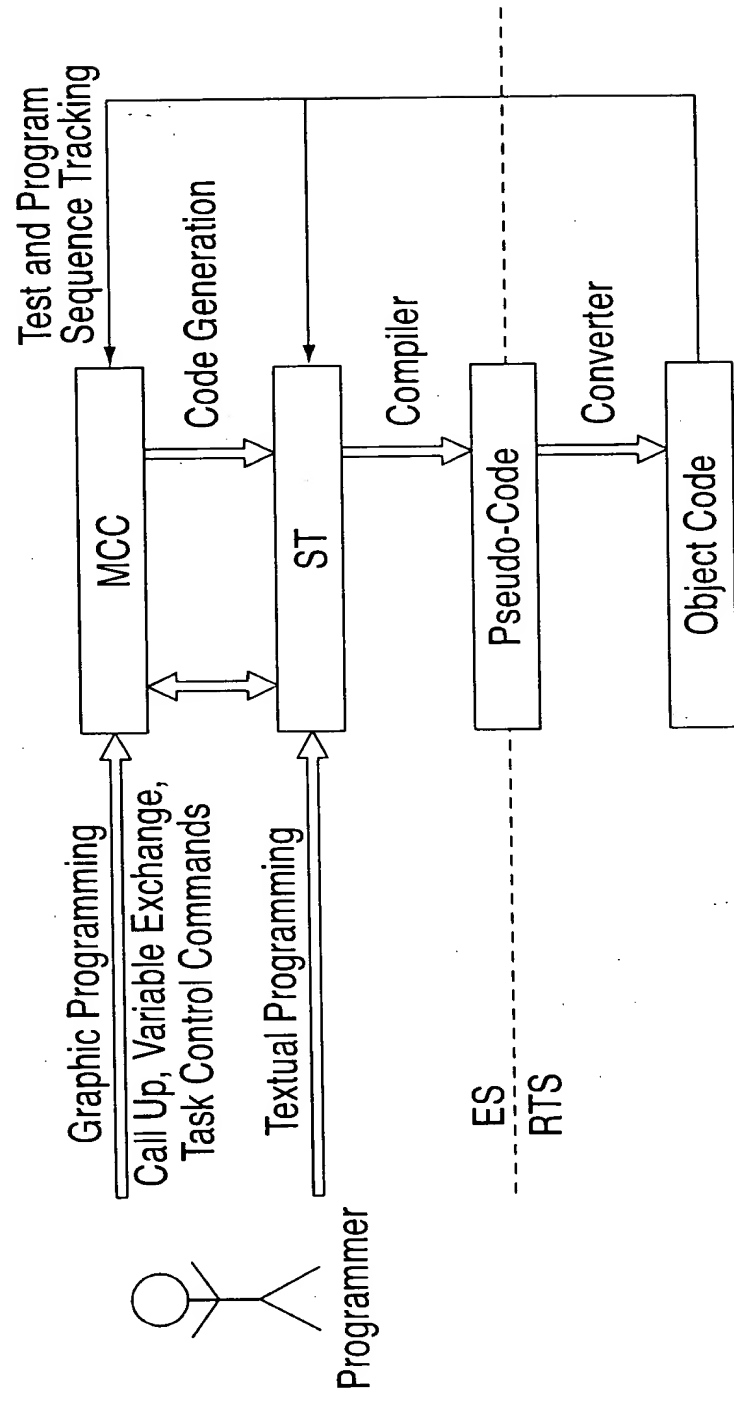 Test and Program
Sequence Tracking
Graphic Programming
MCC
Call Up, Variable Exchange,
Task Control Commands
Code Generation
Programmer
Textual Programming
ST
Compiler
ES
Pseudo-Code
RTS
Converter
Object Code